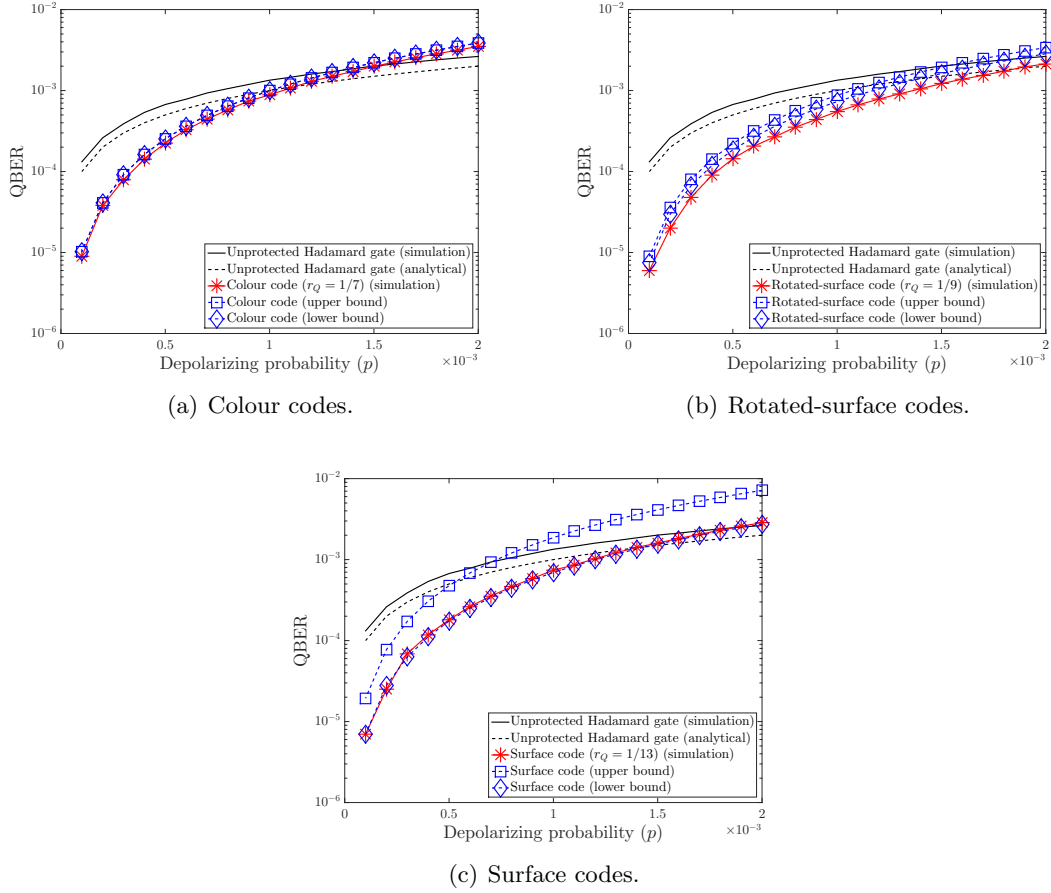 10⁻²
10⁻³
10⁻⁴
10⁻⁵
10⁻⁶
QBER
Unprotected Hadamard gate (simulation)
Unprotected Hadamard gate (analytical)
Colour code (r_Q = 1/7) (simulation)
Colour code (upper bound)
Colour code (lower bound)
0 0.5 1 1.5 2
Depolarizing probability (p) ×10⁻³
(a) Colour codes.
10⁻²
10⁻³
10⁻⁴
10⁻⁵
10⁻⁶
QBER
Unprotected Hadamard gate (simulation)
Unprotected Hadamard gate (analytical)
Rotated-surface code (r_Q = 1/9) (simulation)
Rotated-surface code (upper bound)
Rotated-surface code (lower bound)
0 0.5 1 1.5 2
Depolarizing probability (p) ×10⁻³
(b) Rotated-surface codes.
10⁻²
10⁻³
10⁻⁴
10⁻⁵
10⁻⁶
QBER
Unprotected Hadamard gate (simulation)
Unprotected Hadamard gate (analytical)
Surface code (r_Q = 1/13) (simulation)
Surface code (upper bound)
Surface code (lower bound)
0 0.5 1 1.5 2
Depolarizing probability (p) ×10⁻³
(c) Surface codes.